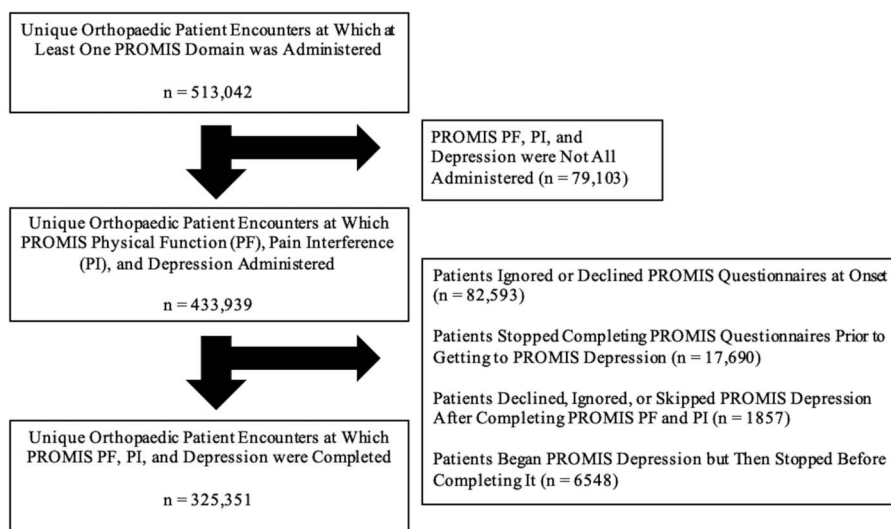 Unique Orthopaedic Patient Encounters at Which at
Least One PROMIS Domain was Administered
n = 513,042
PROMIS PF, PI, and
Depression were Not All
Administered (n = 79,103)
Unique Orthopaedic Patient Encounters at Which
PROMIS Physical Function (PF), Pain Interference
(PI), and Depression Administered
n = 433,939
Patients Ignored or Declined PROMIS Questionnaires at Onset
(n = 82,593)
Patients Stopped Completing PROMIS Questionnaires Prior to
Getting to PROMIS Depression (n = 17,690)
Patients Declined, Ignored, or Skipped PROMIS Depression
After Completing PROMIS PF and PI (n = 1857)
Patients Began PROMIS Depression but Then Stopped Before
Completing It (n = 6548)
Unique Orthopaedic Patient Encounters at Which
PROMIS PF, PI, and Depression were Completed
n = 325,351